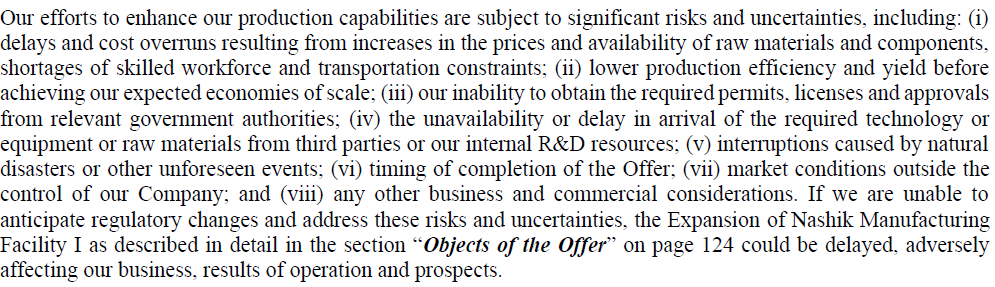 Our efforts to enhance our production capabilities are subject to significant risks and uncertainties, including: (i)
delays and cost overruns resulting from increases in the prices and availability of raw materials and components,
shortages of skilled workforce and transportation constraints; (ii) lower production efficiency and yield before
achieving our expected economies of scale; (iii) our inability to obtain the required permits, licenses and approvals
from relevant government authorities; (iv) the unavailability or delay in arrival of the required technology or
equipment or raw materials from third parties or our internal R&D resources; (v) interruptions caused by natural
disasters or other unforeseen events; (vi) timing of completion of the Offer; (vii) market conditions outside the
control of our Company; and (viii) any other business and commercial considerations. If we are unable to
anticipate regulatory changes and address these risks and uncertainties, the Expansion of Nashik Manufacturing
Facility I as described in detail in the section “Objects of the Offer” on page 124 could be delayed, adversely
affecting our business, results of operation and prospects.